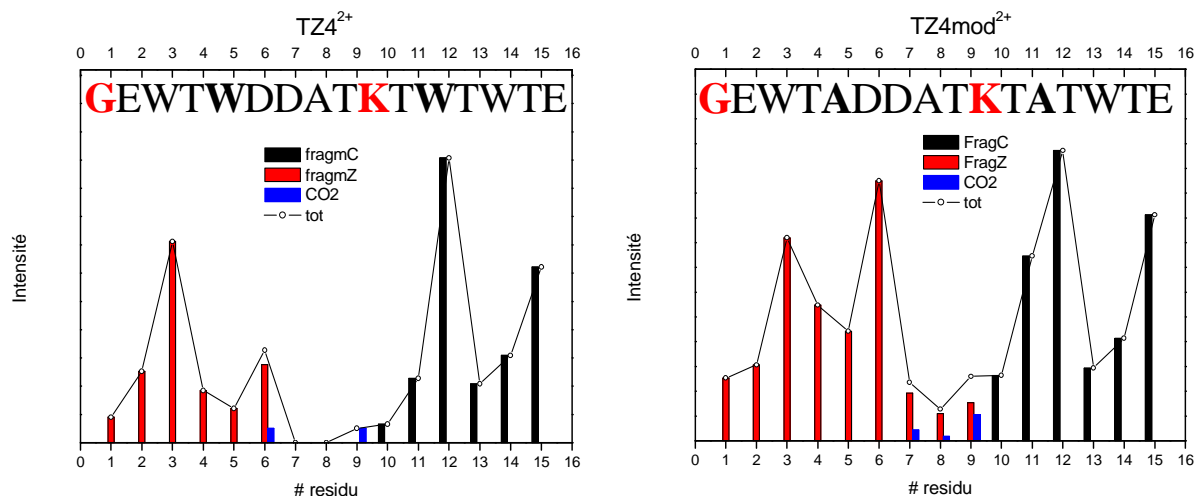 TZ4²⁺
0 1 2 3 4 5 6 7 8 9 10 11 12 13 14 15 16
GEWTWDDATKTWTWTE
fragmC
fragmZ
CO2
tot
Intensité
0 1 2 3 4 5 6 7 8 9 10 11 12 13 14 15 16
# residu
TZ4mod²⁺
0 1 2 3 4 5 6 7 8 9 10 11 12 13 14 15 16
GEWTADDATKTATWTE
FragC
FragZ
CO2
tot
Intensité
0 1 2 3 4 5 6 7 8 9 10 11 12 13 14 15 16
# residu